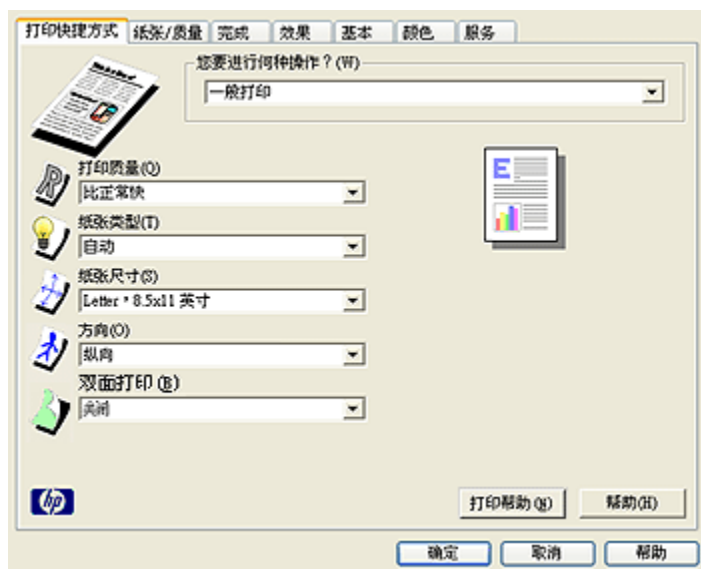 打印快捷方式 纸张/质量 完成 效果 基本 颜色 服务
您要进行何种操作？(W)
一般打印
打印质量(Q)
比正常快
纸张类型(T)
自动
纸张尺寸(S)
Letter，8.5x11 英寸
方向(O)
纵向
双面打印 (B)
关闭
E
hp
打印帮助 (N) 帮助(H)
确定 取消 帮助